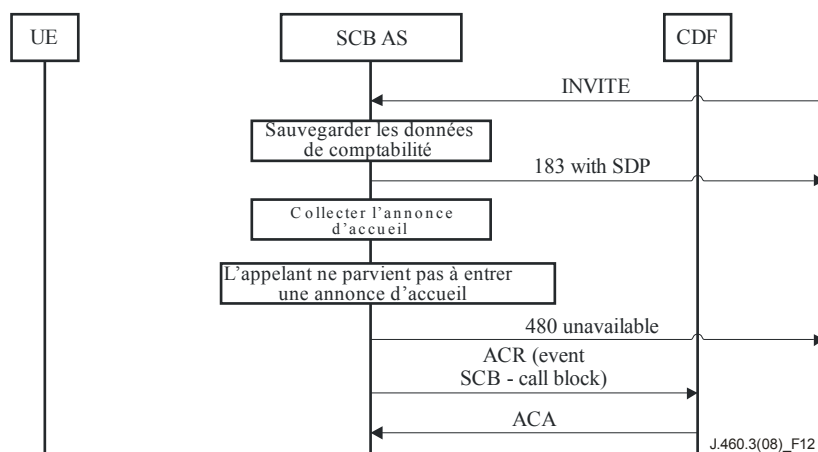 UE
SCB AS
CDF
INVITE
Sauvegarder les données
de comptabilité
183 with SDP
Collecter l'annonce
d'accueil
L'appelant ne parvient pas à entrer
une annonce d'accueil
480 unavailable
ACR (event
SCB - call block)
ACA
J.460.3(08)_F12